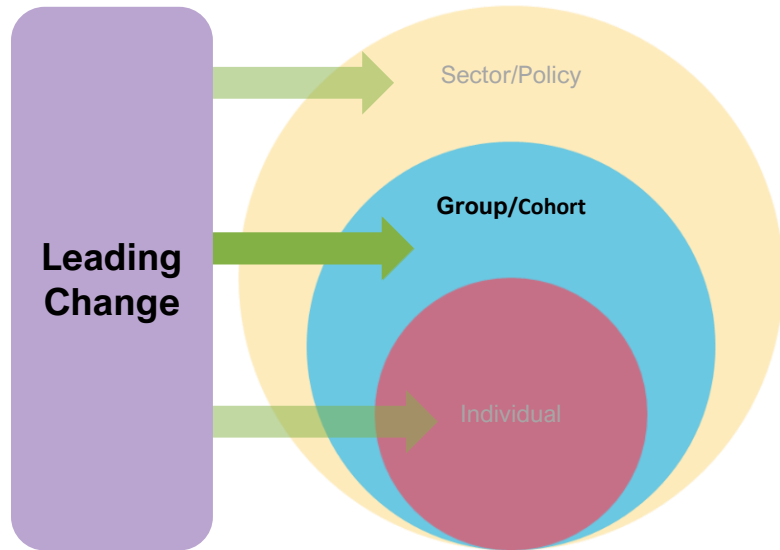 Sector/Policy
Group/Cohort
Leading
Change
Individual